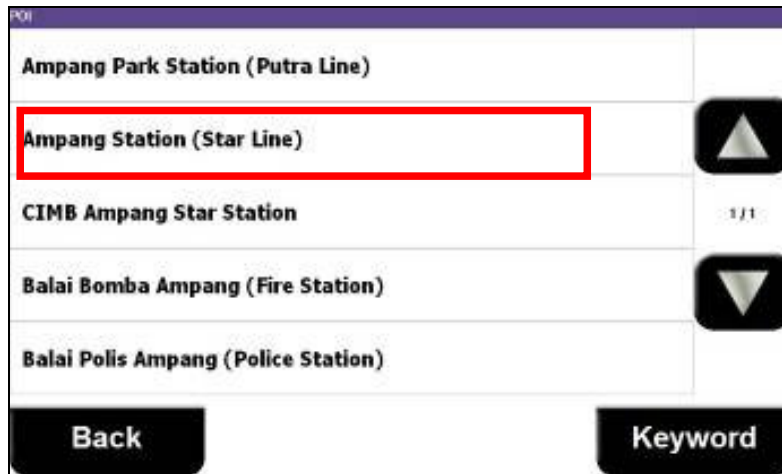 POI
Ampang Park Station (Putra Line)
Ampang Station (Star Line)
CIMB Ampang Star Station
1/1
Balai Bomba Ampang (Fire Station)
Balai Polis Ampang (Police Station)
Back
Keyword